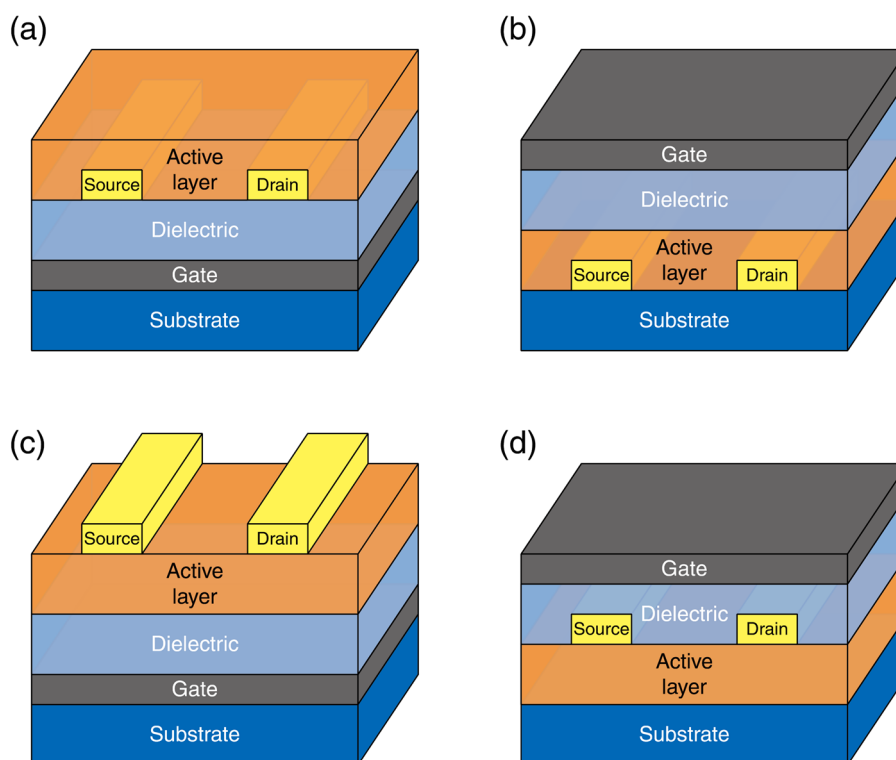 (a)
Active
layer
Source
Drain
Dielectric
Gate
Substrate
(b)
Gate
Dielectric
Active
layer
Source
Drain
Substrate
(c)
Source
Drain
Active
layer
Dielectric
Gate
Substrate
(d)
Gate
Dielectric
Source
Drain
Active
layer
Substrate